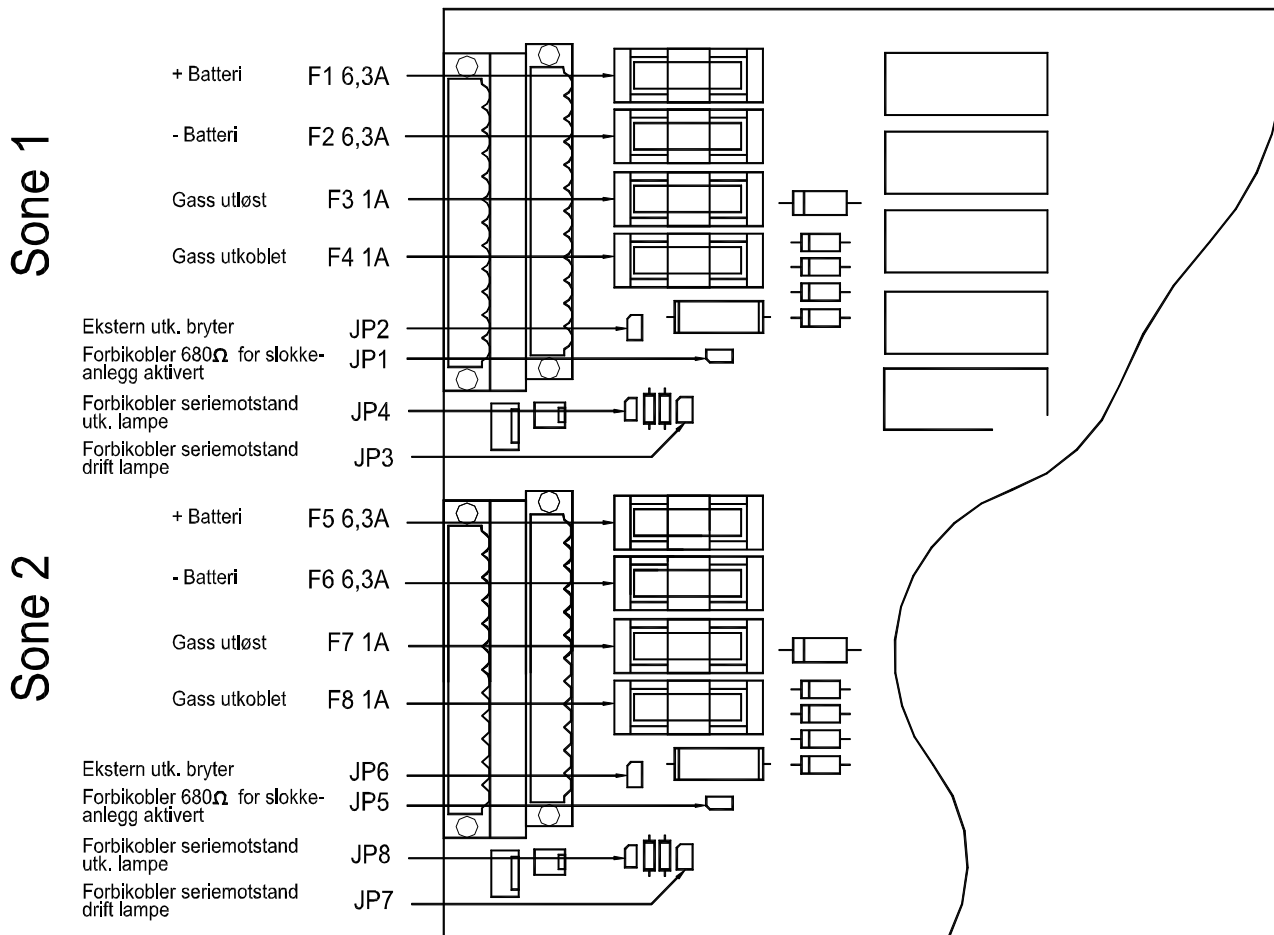 Sone 1
+ Batteri F1 6,3A
- Batteri F2 6,3A
Gass utløst F3 1A
Gass utkoblet F4 1A
Ekstern utk. bryter JP2
Forbikobler 680Ω for slokke-
anlegg aktivert JP1
Forbikobler seriemotstand
utk. lampe JP4
Forbikobler seriemotstand
drift lampe JP3
Sone 2
+ Batteri F5 6,3A
- Batteri F6 6,3A
Gass utløst F7 1A
Gass utkoblet F8 1A
Ekstern utk. bryter JP6
Forbikobler 680Ω for slokke-
anlegg aktivert JP5
Forbikobler seriemotstand
utk. lampe JP8
Forbikobler seriemotstand
drift lampe JP7